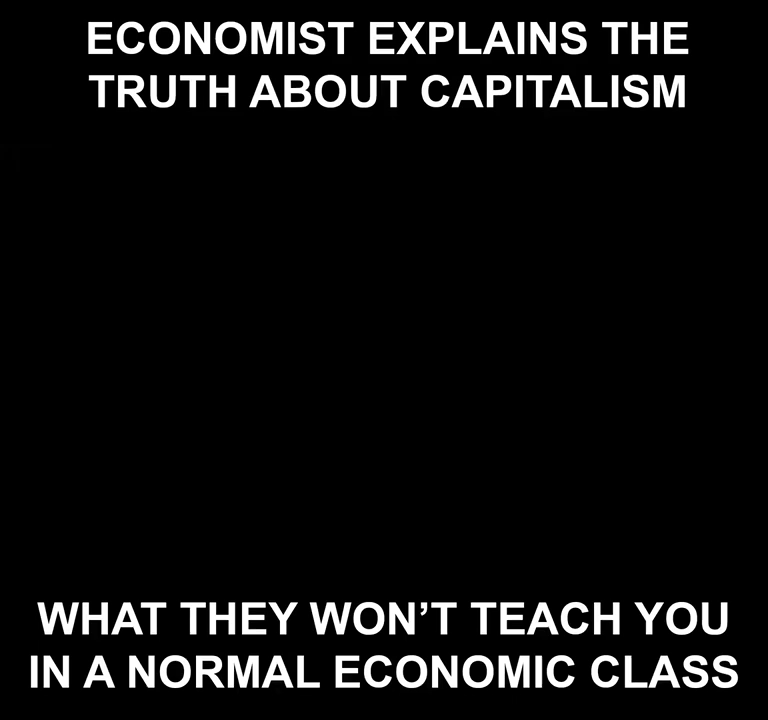 ECONOMIST EXPLAINS THE
TRUTH ABOUT CAPITALISM
WHAT THEY WON’T TEACH YOU
IN A NORMAL ECONOMIC CLASS